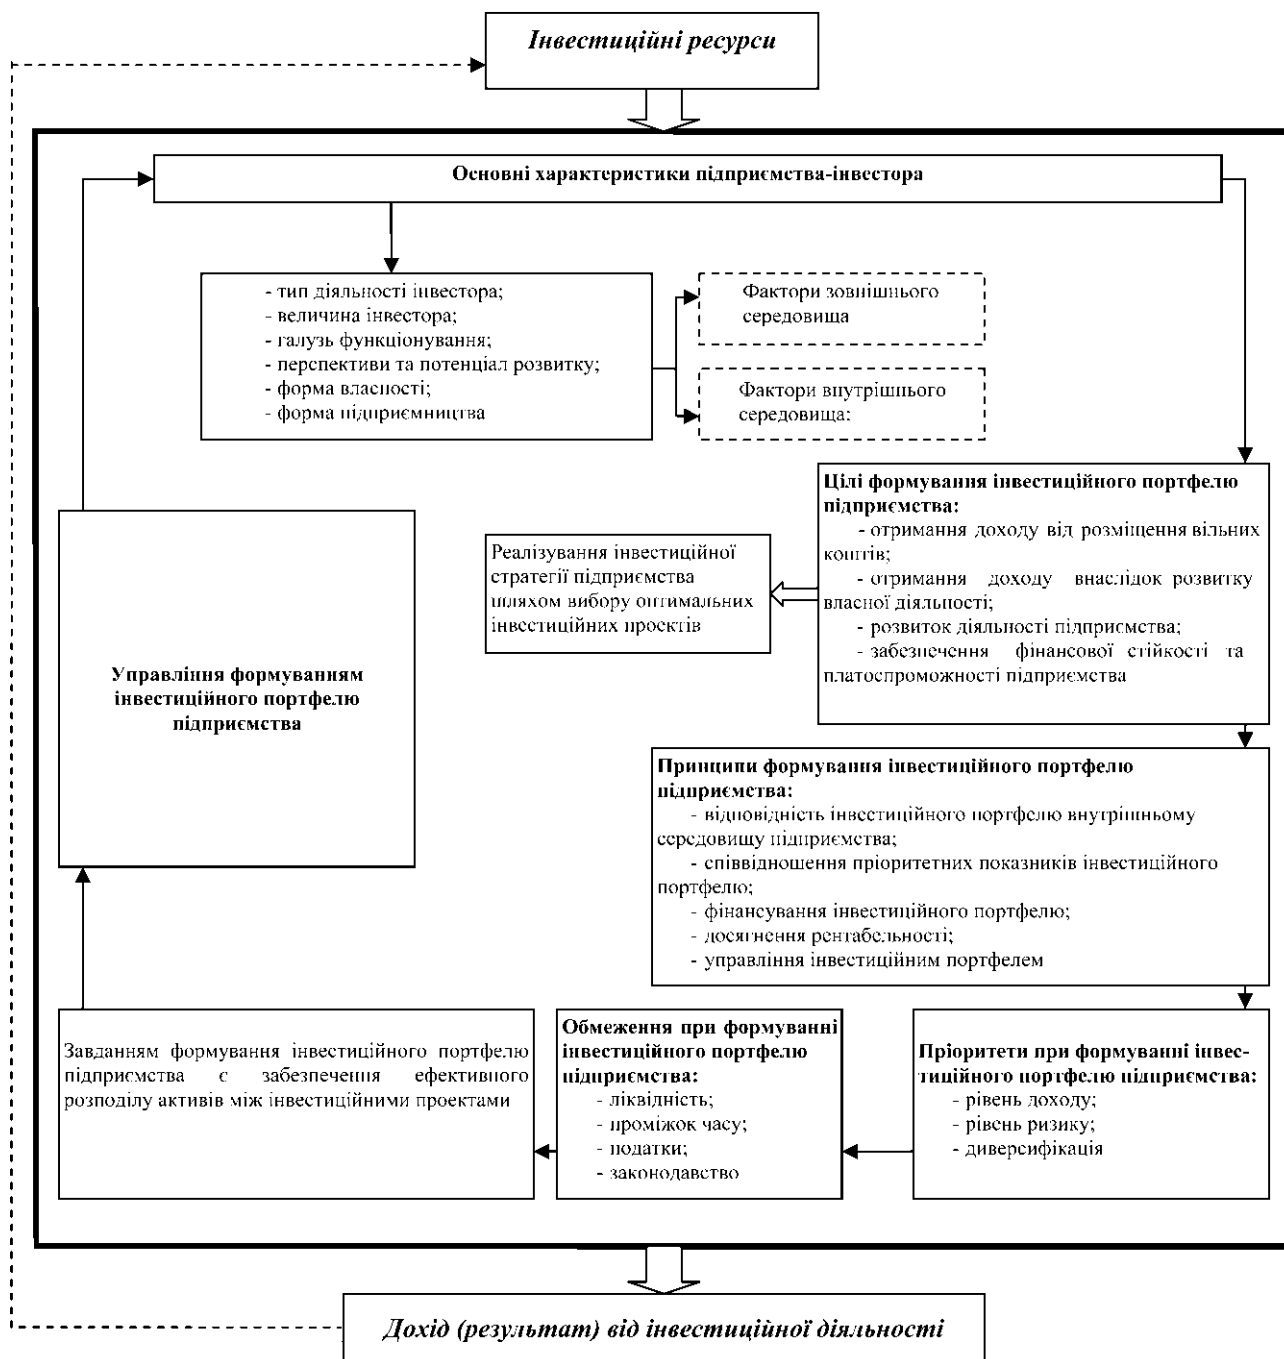 Інвестиційні ресурси
Основні характеристики підприємства-інвестора
- тип діяльності інвестора;
- величина інвестора;
- галузь функціонування;
- перспективи та потенціал розвитку;
- форма власності;
- форма підприємництва
Фактори зовнішнього
середовища
Фактори внутрішнього
середовища:
Цілі формування інвестиційного портфелю
підприємства:
- отримання доходу від розміщення вільних
коштів;
- отримання доходу внаслідок розвитку
власної діяльності;
- розвиток діяльності підприємства;
- забезпечення фінансової стійкості та
платоспроможності підприємства
Реалізування інвестиційної
стратегії підприємства
шляхом вибору оптимальних
інвестиційних проектів
Управління формуванням
інвестиційного портфелю
підприємства
Принципи формування інвестиційного портфелю
підприємства:
- відповідність інвестиційного портфелю внутрішньому
середовищу підприємства;
- співвідношення пріоритетних показників інвестиційного
портфелю;
- фінансування інвестиційного портфелю;
- досягнення рентабельності;
- управління інвестиційним портфелем
Завданням формування інвестиційного портфелю
підприємства є забезпечення ефективного
розподілу активів між інвестиційними проектами
Обмеження при формуванні
інвестиційного портфелю
підприємства:
- ліквідність;
- проміжок часу;
- податки;
- законодавство
Пріоритети при формуванні інвес-
тиційного портфелю підприємства:
- рівень доходу;
- рівень ризику;
- диверсифікація
Дохід (результат) від інвестиційної діяльності